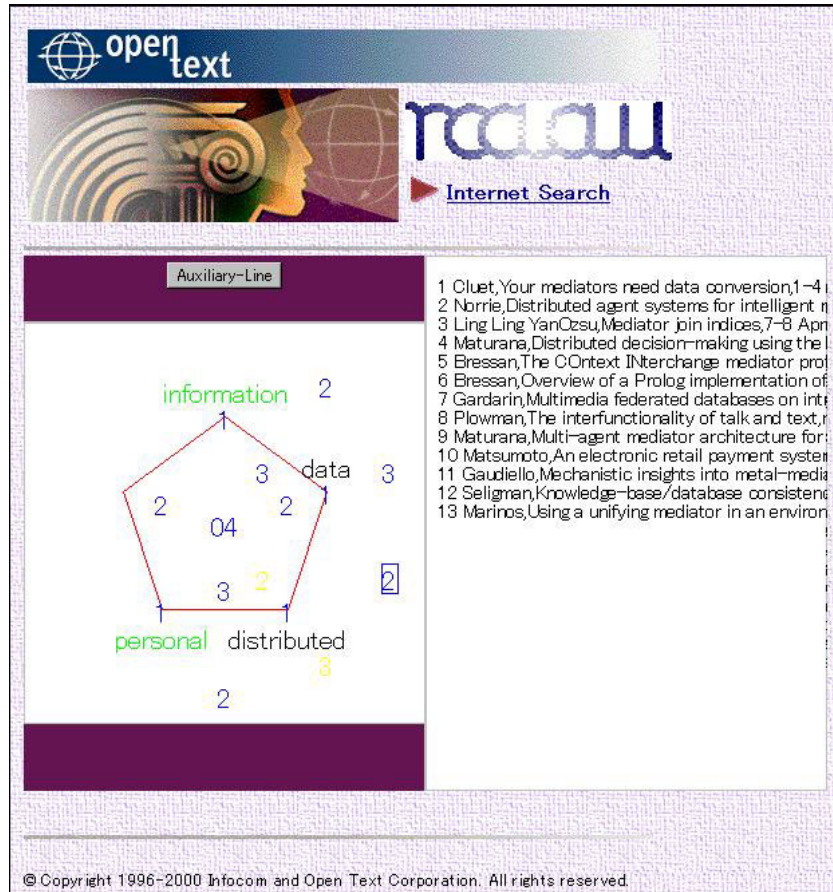 open
text
Internet Search
Auxiliary-Line
information 2
3 data 3
2 2
04
3 2 2
personal distributed
3
2
1 Cluet,Your mediators need data conversion,1-4
2 Norrie,Distributed agent systems for intelligent
3 Ling Ling YanOzsu,Mediator join indices,7-8 Apr
4 Maturana,Distributed decision-making using the
5 Bressan,The COntext INterchange mediator prot
6 Bressan,Overview of a Prolog implementation of
7 Gardarin,Multimedia federated databases on intr
8 Plowman,The interfunctionality of talk and text,
9 Maturana,Multi-agent mediator architecture for
10 Matsumoto,An electronic retail payment system
11 Gaudiello,Mechanistic insights into metal-media
12 Seligman,Knowledge-base/database consistenc
13 Marinos,Using a unifying mediator in an environ
© Copyright 1996-2000 Infocom and Open Text Corporation. All rights reserved.